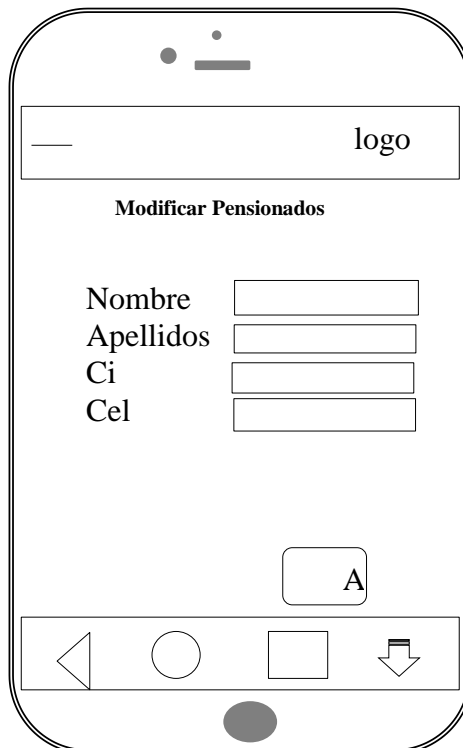 logo
Modificar Pensionados
Nombre
Apellidos
Ci
Cel
A